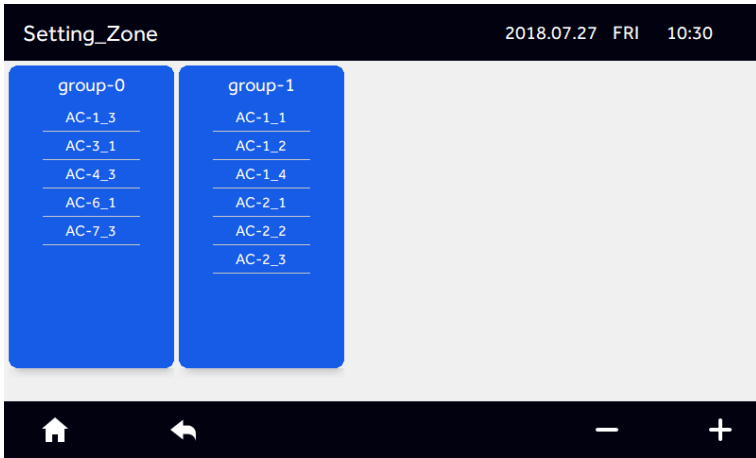 Setting_Zone 2018.07.27 FRI 10:30
group-0
AC-1_3
AC-3_1
AC-4_3
AC-6_1
AC-7_3
group-1
AC-1_1
AC-1_2
AC-1_4
AC-2_1
AC-2_2
AC-2_3